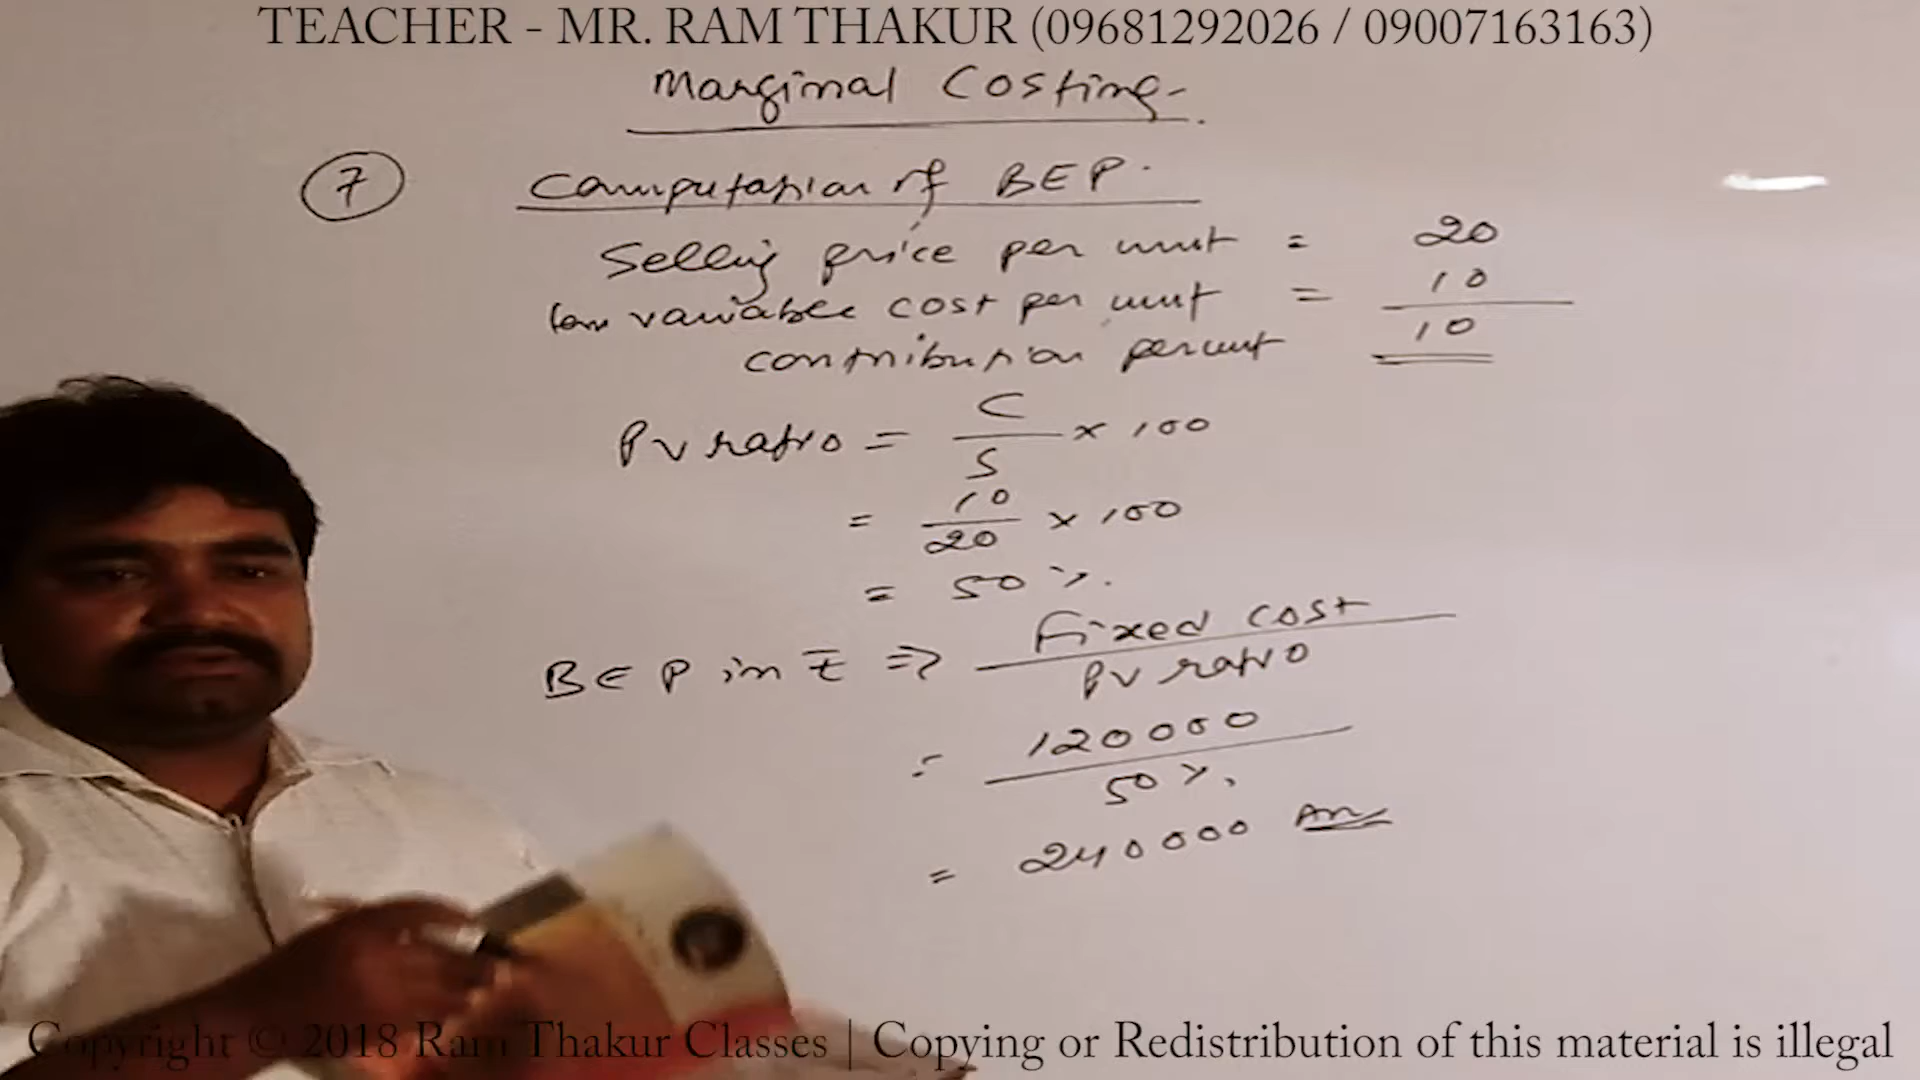 TEACHER - MR. RAM THAKUR (09681292026 / 09007163163)
Marginal Costing
7 Computation of BEP.
Selling price per unit = 20
less variable cost per unit = 10
contribution per unit 10
PV ratio = C / S × 100
= 10 / 20 × 100
= 50 %.
BEP in ₹ ⇒ Fixed cost / PV ratio
= 120000 / 50 %.
= 240000 Ans
Copyright © 2018 Ram Thakur Classes | Copying or Redistribution of this material is illegal